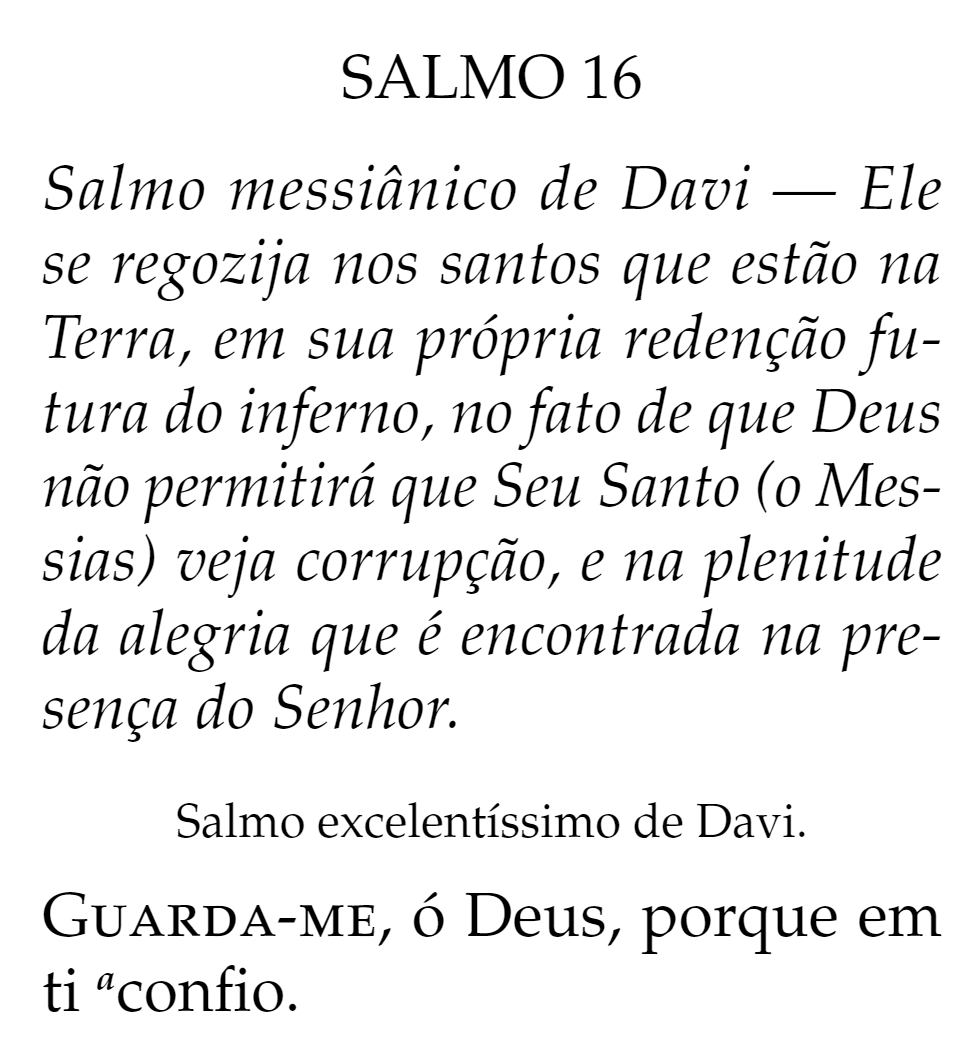 SALMO 16
Salmo messiânico de Davi — Ele
se regozija nos santos que estão na
Terra, em sua própria redenção fu-
tura do inferno, no fato de que Deus
não permitirá que Seu Santo (o Mes-
sias) veja corrupção, e na plenitude
da alegria que é encontrada na pre-
sença do Senhor.
Salmo excelentíssimo de Davi.
GUARDA-ME, ó Deus, porque em
ti ᵃconfio.